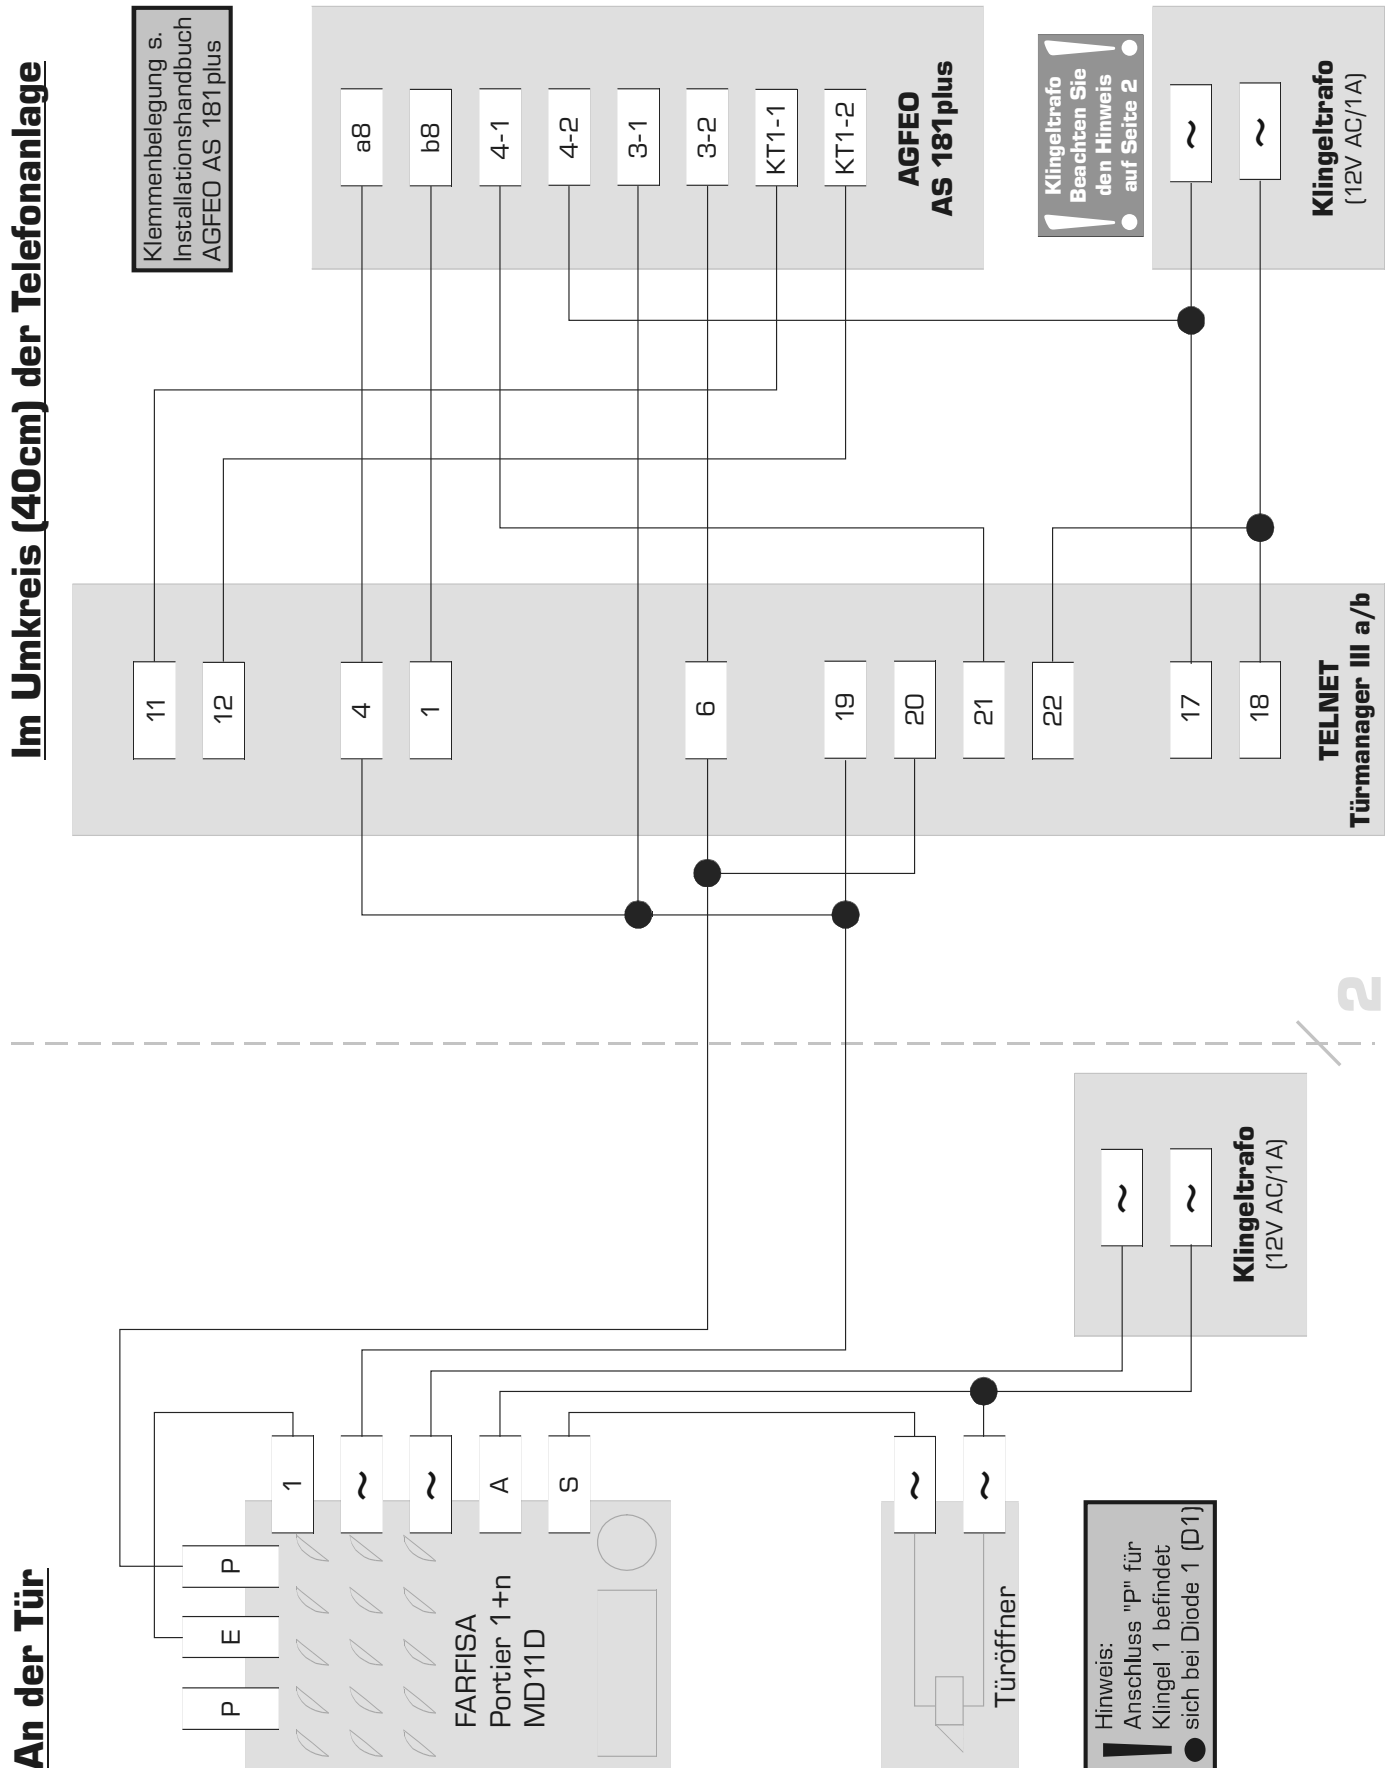 An der Tür
Im Umkreis (40cm) der Telefonanlage
P
E
P
1
~
~
A
S
FARFISA
Portier 1+n
MD11D
~
~
Türöffner
Hinweis:
Anschluss "P" für
Klingel 1 befindet
sich bei Diode 1 (D1)
~
~
Klingeltrafo
(12V AC/1A)
2
11
12
4
1
6
19
20
21
22
17
18
TELNET
Türmanager III a/b
Klemmenbelegung s.
Installationshandbuch
AGFEO AS 181plus
a8
b8
4-1
4-2
3-1
3-2
KT1-1
KT1-2
AGFEO
AS 181plus
Klingeltrafo
Beachten Sie
den Hinweis
auf Seite 2
~
~
Klingeltrafo
(12V AC/1A)